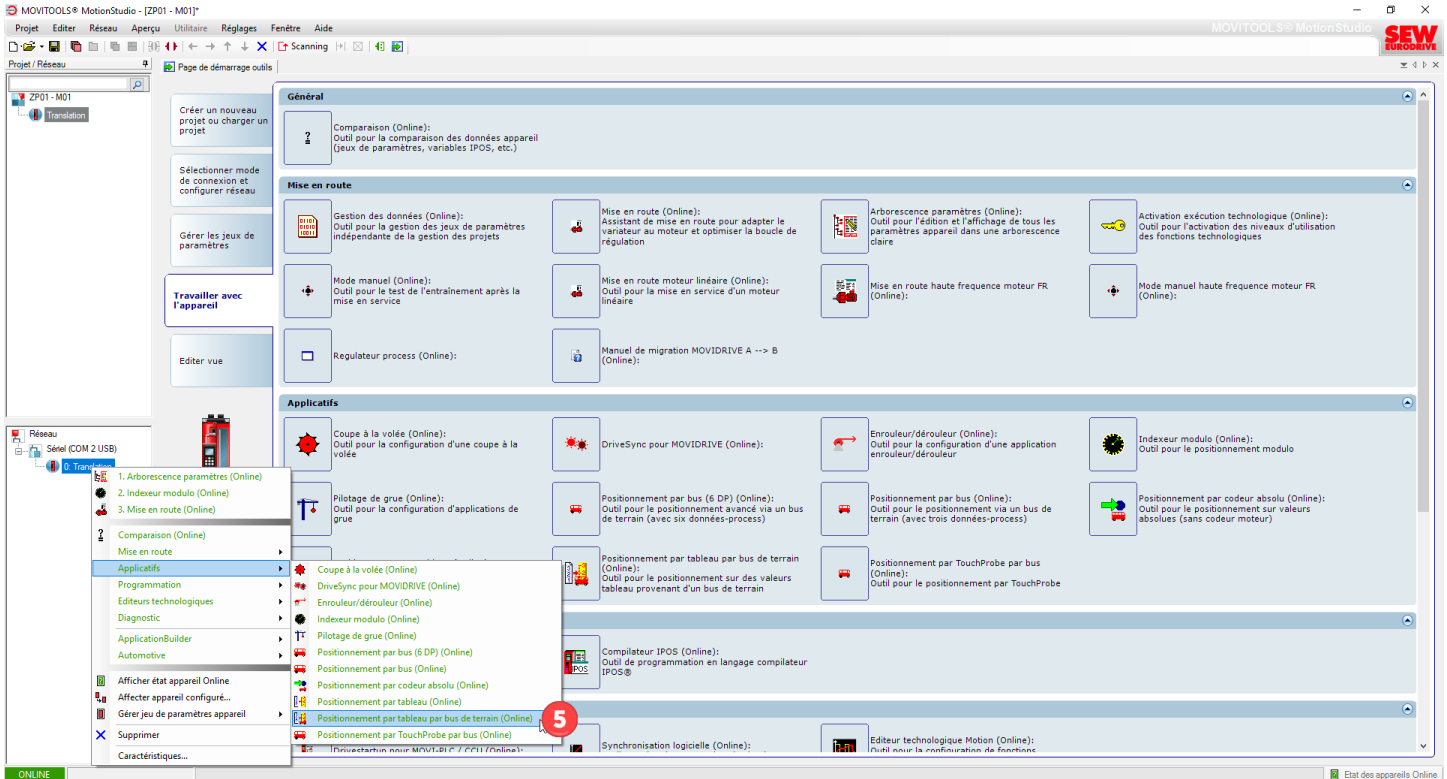 MOVITOOLS® MotionStudio - [ZP01 - M01]*
Projet Editer Réseau Aperçu Utilitaire Réglages Fenêtre Aide
MOVITOOLS® MotionStudio
SEW
EURODRIVE
Scanning
Projet / Réseau
Page de démarrage outils
ZP01 - M01
Translation
Créer un nouveau
projet ou charger un
projet
Sélectionner mode
de connexion et
configurer réseau
Gérer les jeux de
paramètres
Travailler avec
l'appareil
Editer vue
Général
Comparaison (Online):
Outil pour la comparaison des données appareil
(jeux de paramètres, variables IPOS, etc.)
Mise en route
Gestion des données (Online):
Outil pour la gestion des jeux de paramètres
indépendante de la gestion des projets
Mise en route (Online):
Assistant de mise en route pour adapter le
variateur au moteur et optimiser la boucle de
régulation
Arborescence paramètres (Online):
Outil pour l'édition et l'affichage de tous les
paramètres appareil dans une arborescence
claire
Activation exécution technologique (Online):
Outil pour l'activation des niveaux d'utilisation
des fonctions technologiques
Mode manuel (Online):
Outil pour le test de l'entraînement après la
mise en service
Mise en route moteur linéaire (Online):
Outil pour la mise en service d'un moteur
linéaire
Mise en route haute frequence moteur FR
(Online):
Mode manuel haute frequence moteur FR
(Online):
Regulateur process (Online):
Manuel de migration MOVIDRIVE A --> B
(Online):
Applicatifs
Coupe à la volée (Online):
Outil pour la configuration d'une coupe à la
volée
DriveSync pour MOVIDRIVE (Online):
Enrouleur/dérouleur (Online):
Outil pour la configuration d'une application
enrouleur/dérouleur
Indexeur modulo (Online):
Outil pour le positionnement modulo
Pilotage de grue (Online):
Outil pour la configuration d'applications de
grue
Positionnement par bus (6 DP) (Online):
Outil pour le positionnement avancé via un bus
de terrain (avec six données-process)
Positionnement par bus (Online):
Outil pour le positionnement via un bus de
terrain (avec trois données-process)
Positionnement par codeur absolu (Online):
Outil pour le positionnement sur valeurs
absolues (sans codeur moteur)
Positionnement par tableau par bus de terrain
(Online):
Outil pour le positionnement sur des valeurs
tableau provenant d'un bus de terrain
Positionnement par TouchProbe par bus
(Online):
Outil pour le positionnement par TouchProbe
Compilateur IPOS (Online):
Outil de programmation en langage compilateur
IPOS®
Drivestartup pour MOVI-PLC / CCU (Online):
Synchronisation logicielle (Online):
Editeur technologique Motion (Online):
Outil pour la configuration de fonctions
Réseau
Sériel (COM 2 USB)
0: Translation
1. Arborescence paramètres (Online)
2. Indexeur modulo (Online)
3. Mise en route (Online)
Comparaison (Online)
Mise en route
Applicatifs
Programmation
Editeurs technologiques
Diagnostic
ApplicationBuilder
Automotive
Afficher état appareil Online
Affecter appareil configuré...
Gérer jeu de paramètres appareil
Supprimer
Caractéristiques...
Coupe à la volée (Online)
DriveSync pour MOVIDRIVE (Online)
Enrouleur/dérouleur (Online)
Indexeur modulo (Online)
Pilotage de grue (Online)
Positionnement par bus (6 DP) (Online)
Positionnement par bus (Online)
Positionnement par codeur absolu (Online)
Positionnement par tableau (Online)
Positionnement par tableau par bus de terrain (Online)
Positionnement par TouchProbe par bus (Online)
5
ONLINE
Etat des appareils Online